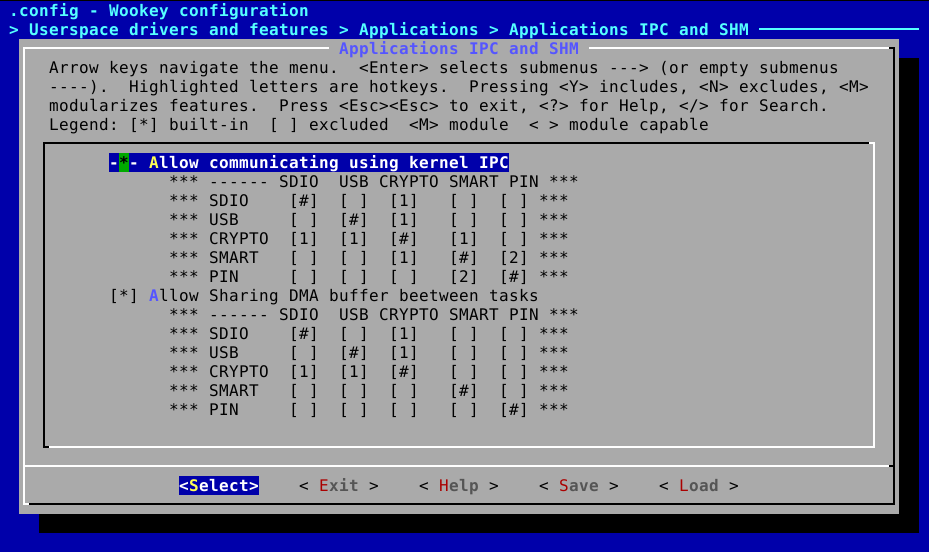 .config - Wookey configuration
> Userspace drivers and features > Applications > Applications IPC and SHM
Applications IPC and SHM
Arrow keys navigate the menu.  <Enter> selects submenus ---> (or empty submenus
----).  Highlighted letters are hotkeys.  Pressing <Y> includes, <N> excludes, <M>
modularizes features.  Press <Esc><Esc> to exit, <?> for Help, </> for Search.
Legend: [*] built-in  [ ] excluded  <M> module  < > module capable
-*- Allow communicating using kernel IPC
*** ------ SDIO  USB CRYPTO SMART PIN ***
*** SDIO    [#]  [ ]  [1]   [ ]  [ ] ***
*** USB     [ ]  [#]  [1]   [ ]  [ ] ***
*** CRYPTO  [1]  [1]  [#]   [1]  [ ] ***
*** SMART   [ ]  [ ]  [1]   [#]  [2] ***
*** PIN     [ ]  [ ]  [ ]   [2]  [#] ***
[*] Allow Sharing DMA buffer beetween tasks
*** ------ SDIO  USB CRYPTO SMART PIN ***
*** SDIO    [#]  [ ]  [1]   [ ]  [ ] ***
*** USB     [ ]  [#]  [1]   [ ]  [ ] ***
*** CRYPTO  [1]  [1]  [#]   [ ]  [ ] ***
*** SMART   [ ]  [ ]  [ ]   [#]  [ ] ***
*** PIN     [ ]  [ ]  [ ]   [ ]  [#] ***
<Select>    < Exit >    < Help >    < Save >    < Load >